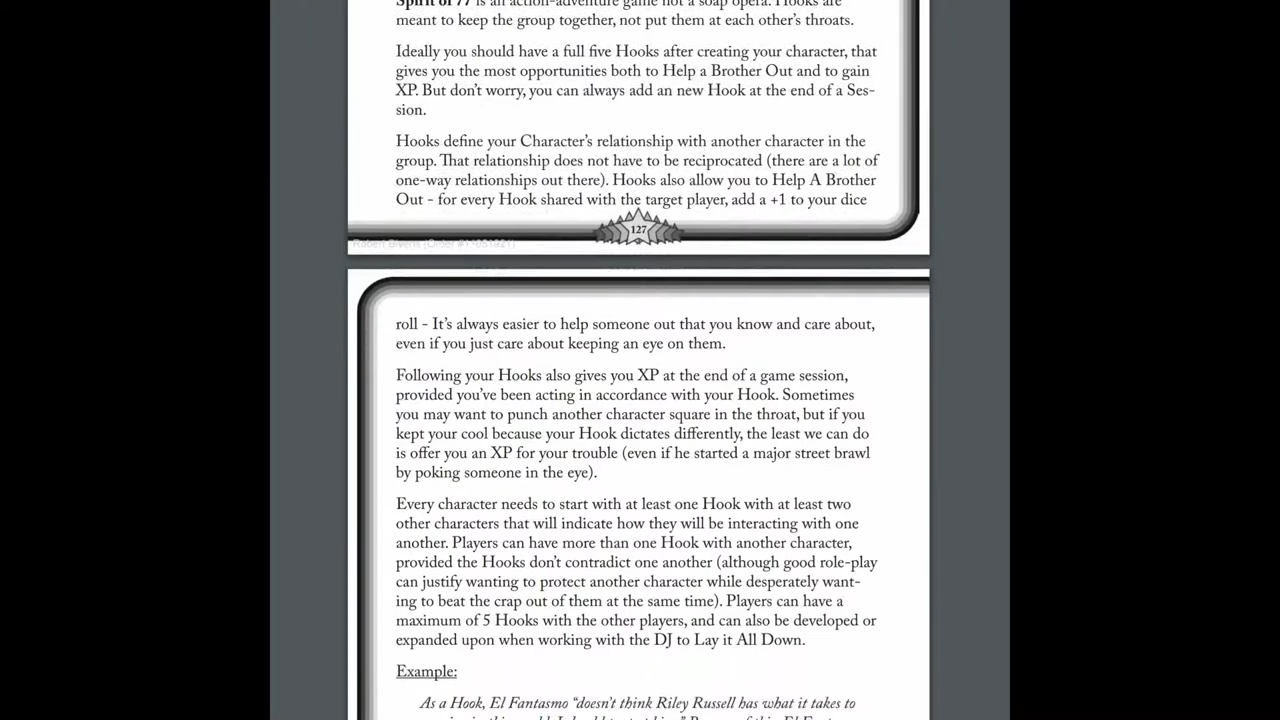 Spirit of 77 is an action-adventure game not a soap opera. Hooks are
meant to keep the group together, not put them at each other's throats.
Ideally you should have a full five Hooks after creating your character, that
gives you the most opportunities both to Help a Brother Out and to gain
XP. But don't worry, you can always add an new Hook at the end of a Ses-
sion.
Hooks define your Character's relationship with another character in the
group. That relationship does not have to be reciprocated (there are a lot of
one-way relationships out there). Hooks also allow you to Help A Brother
Out - for every Hook shared with the target player, add a +1 to your dice
127
roll - It's always easier to help someone out that you know and care about,
even if you just care about keeping an eye on them.
Following your Hooks also gives you XP at the end of a game session,
provided you've been acting in accordance with your Hook. Sometimes
you may want to punch another character square in the throat, but if you
kept your cool because your Hook dictates differently, the least we can do
is offer you an XP for your trouble (even if he started a major street brawl
by poking someone in the eye).
Every character needs to start with at least one Hook with at least two
other characters that will indicate how they will be interacting with one
another. Players can have more than one Hook with another character,
provided the Hooks don't contradict one another (although good role-play
can justify wanting to protect another character while desperately want-
ing to beat the crap out of them at the same time). Players can have a
maximum of 5 Hooks with the other players, and can also be developed or
expanded upon when working with the DJ to Lay it All Down.
Example:
As a Hook, El Fantasmo "doesn't think Riley Russell has what it takes to